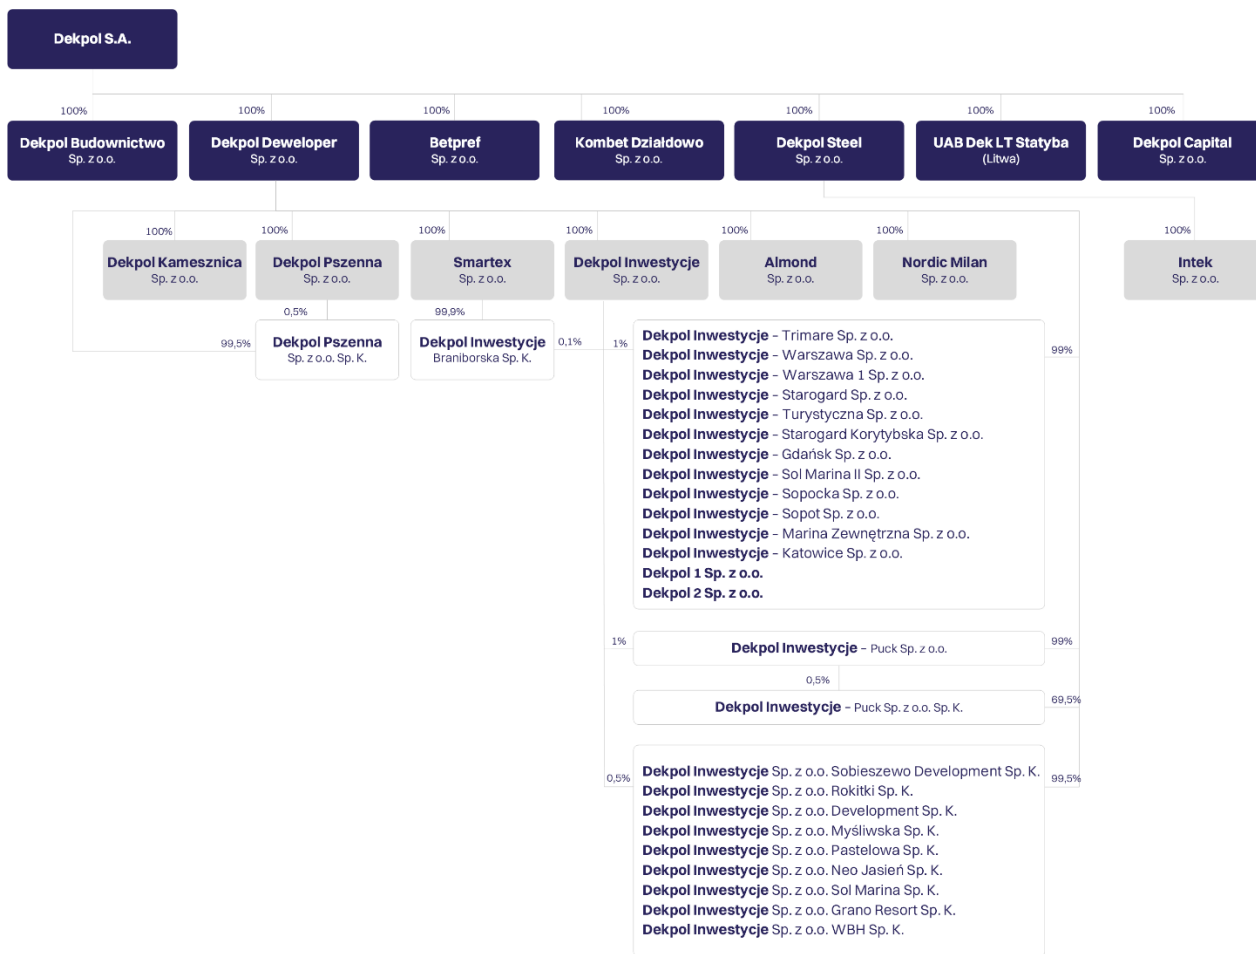 Dekpol S.A.
100%
100%
100%
100%
100%
100%
100%
Dekpol Budownictwo
Sp. z o.o.
Dekpol Deweloper
Sp. z o.o.
Betpref
Sp. z o.o.
Kombet Działdowo
Sp. z o.o.
Dekpol Steel
Sp. z o.o.
UAB Dek LT Statyba
(Litwa)
Dekpol Capital
Sp. z o.o.
100%
100%
100%
100%
100%
100%
100%
Dekpol Kamesznica
Sp. z o.o.
Dekpol Pszenna
Sp. z o.o.
Smartex
Sp. z o.o.
Dekpol Inwestycje
Sp. z o.o.
Almond
Sp. z o.o.
Nordic Milan
Sp. z o.o.
Intek
Sp. z o.o.
0,5%
99,9%
99,5%
Dekpol Pszenna
Sp. z o.o. Sp. K.
Dekpol Inwestycje
Braniborska Sp. K.
0,1%
1%
99%
Dekpol Inwestycje – Trimare Sp. z o.o.
Dekpol Inwestycje – Warszawa Sp. z o.o.
Dekpol Inwestycje – Warszawa 1 Sp. z o.o.
Dekpol Inwestycje – Starogard Sp. z o.o.
Dekpol Inwestycje – Turystyczna Sp. z o.o.
Dekpol Inwestycje – Starogard Korytybska Sp. z o.o.
Dekpol Inwestycje – Gdańsk Sp. z o.o.
Dekpol Inwestycje – Sol Marina II Sp. z o.o.
Dekpol Inwestycje – Sopocka Sp. z o.o.
Dekpol Inwestycje – Sopot Sp. z o.o.
Dekpol Inwestycje – Marina Zewnętrzna Sp. z o.o.
Dekpol Inwestycje – Katowice Sp. z o.o.
Dekpol 1 Sp. z o.o.
Dekpol 2 Sp. z o.o.
1%
Dekpol Inwestycje – Puck Sp. z o.o.
99%
0,5%
Dekpol Inwestycje – Puck Sp. z o.o. Sp. K.
69,5%
0,5%
99,5%
Dekpol Inwestycje Sp. z o.o. Sobieszewo Development Sp. K.
Dekpol Inwestycje Sp. z o.o. Rokitki Sp. K.
Dekpol Inwestycje Sp. z o.o. Development Sp. K.
Dekpol Inwestycje Sp. z o.o. Myśliwska Sp. K.
Dekpol Inwestycje Sp. z o.o. Pastelowa Sp. K.
Dekpol Inwestycje Sp. z o.o. Neo Jasień Sp. K.
Dekpol Inwestycje Sp. z o.o. Sol Marina Sp. K.
Dekpol Inwestycje Sp. z o.o. Grano Resort Sp. K.
Dekpol Inwestycje Sp. z o.o. WBH Sp. K.